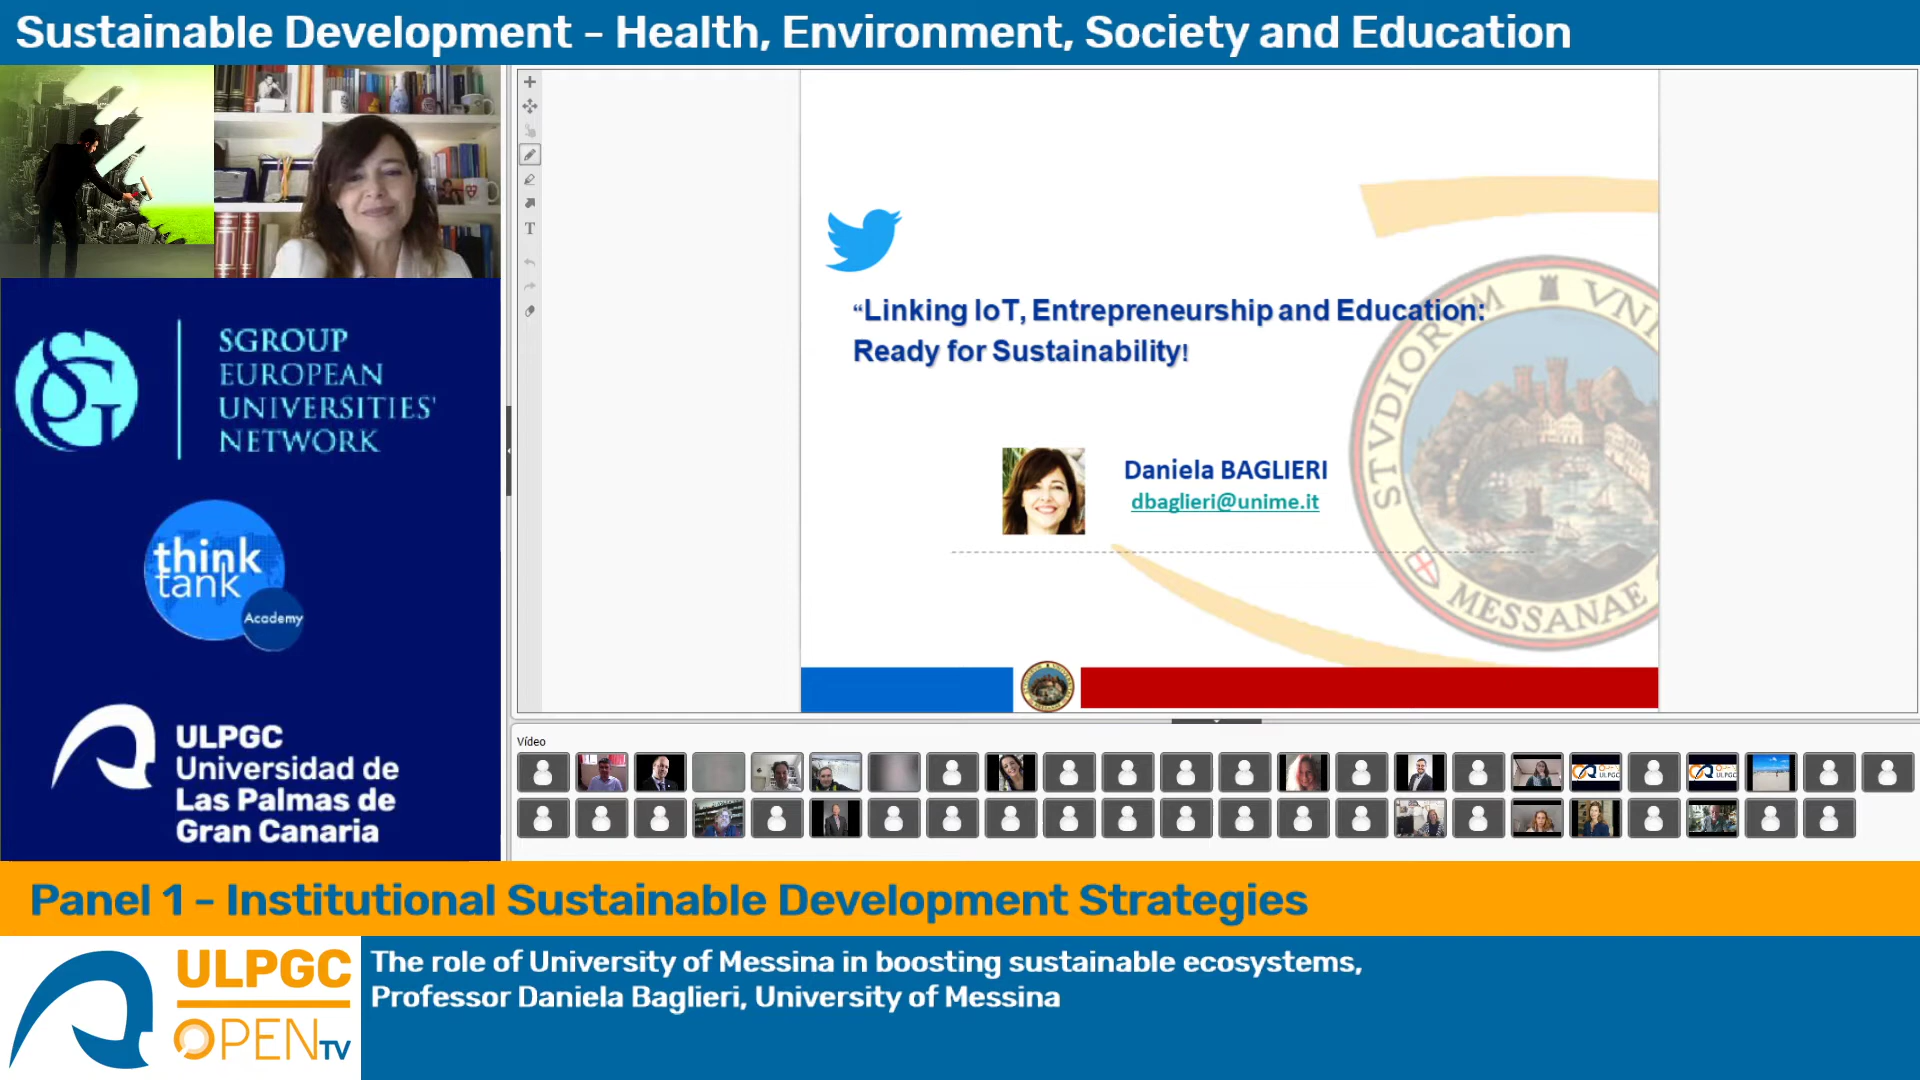 Sustainable Development - Health, Environment, Society and Education
SGROUP
EUROPEAN
UNIVERSITIES'
NETWORK
think
tank
Academy
ULPGC
Universidad de
Las Palmas de
Gran Canaria
T
“Linking IoT, Entrepreneurship and Education:
Ready for Sustainability!
Daniela BAGLIERI
dbaglieri@unime.it
STVDIORVM VNI
MESSANAE
Vídeo
Panel 1 - Institutional Sustainable Development Strategies
ULPGC
OPEN TV
The role of University of Messina in boosting sustainable ecosystems,
Professor Daniela Baglieri, University of Messina